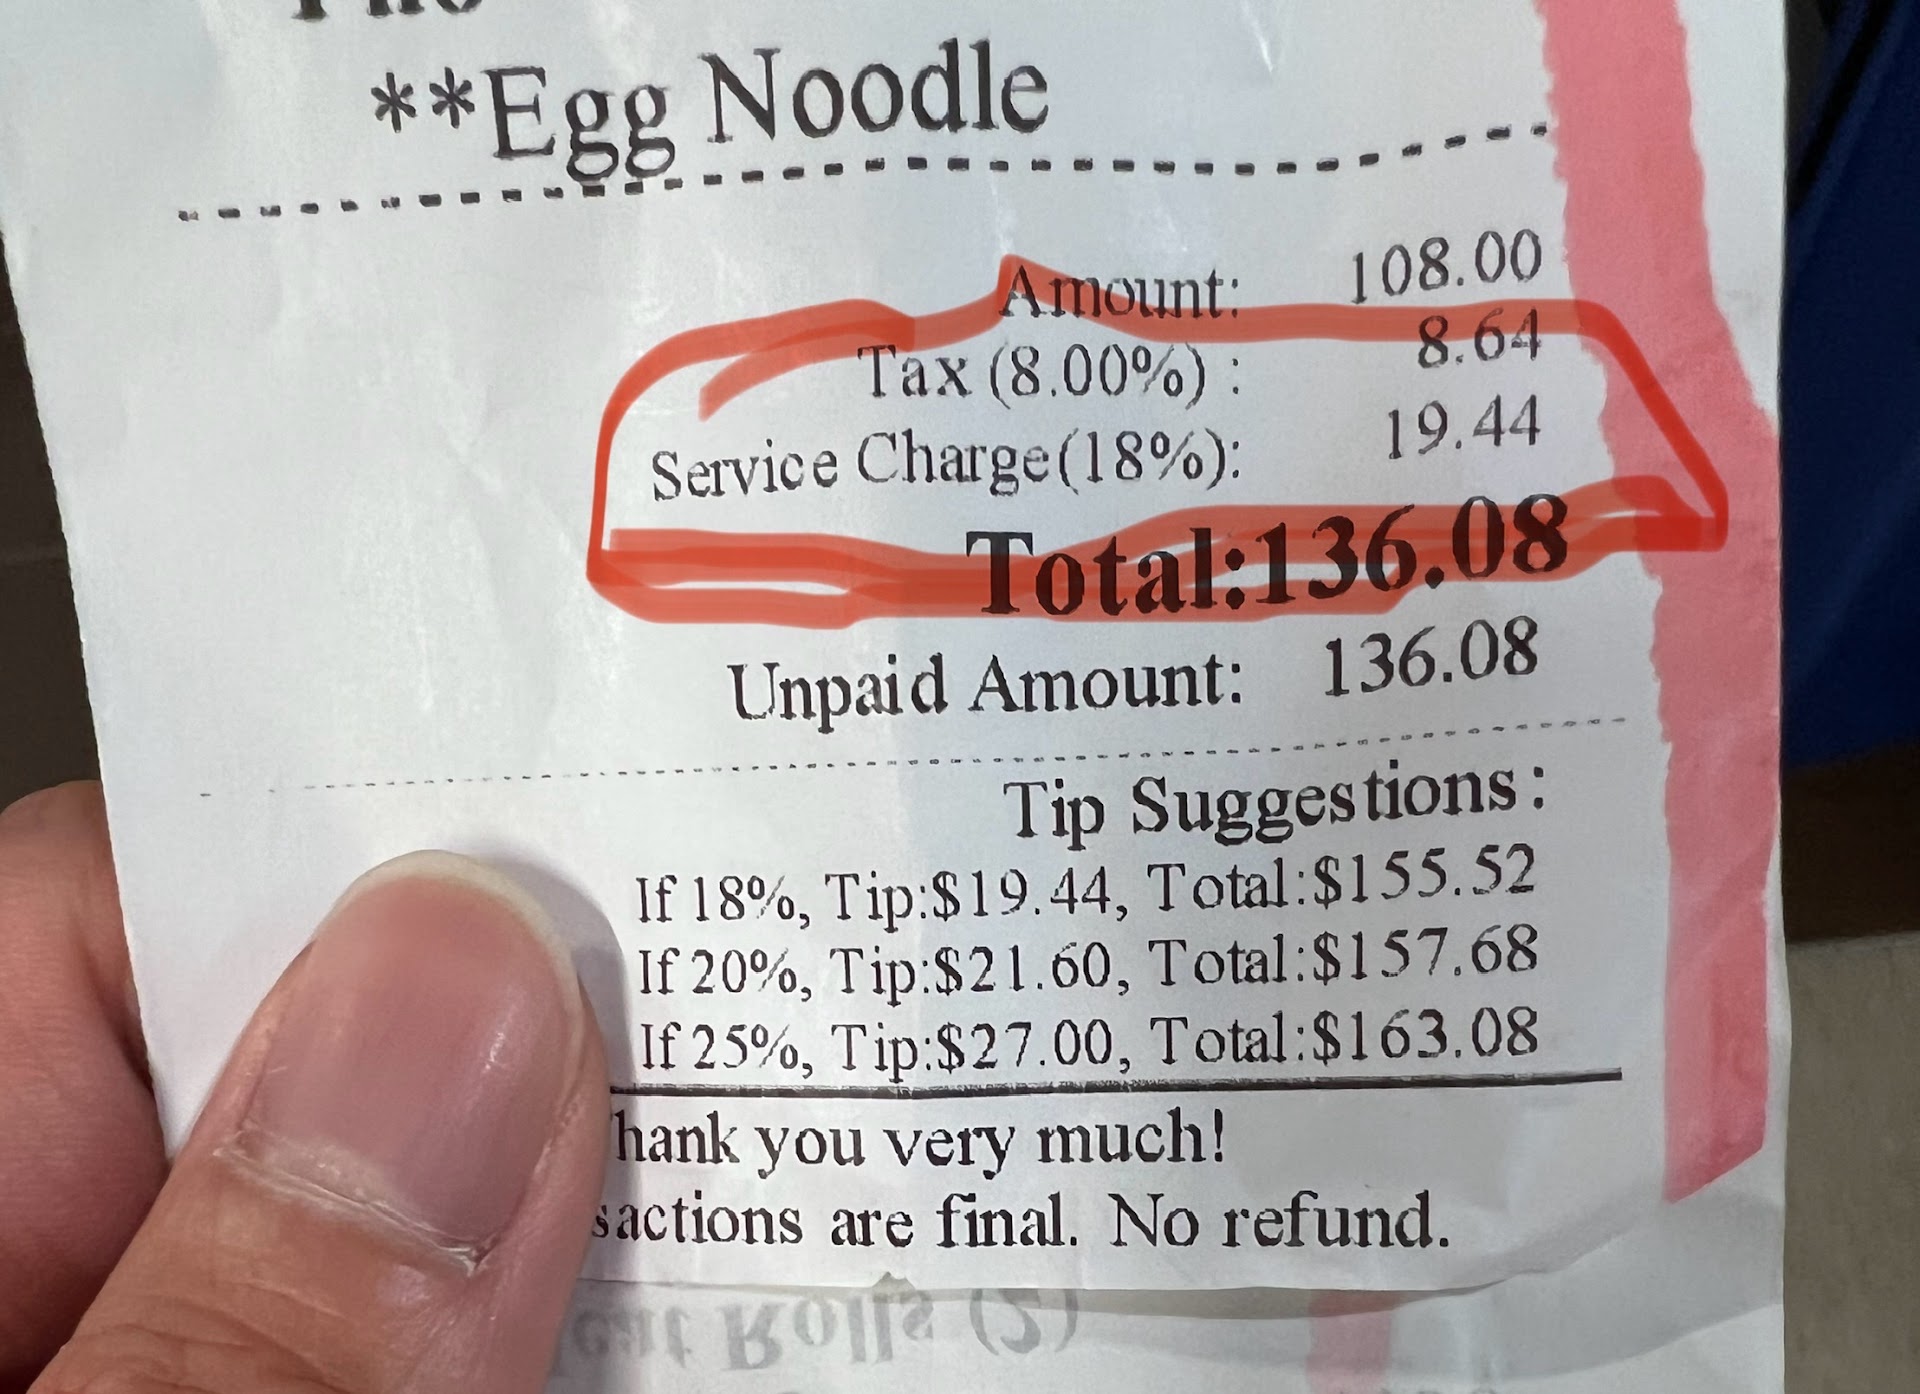 **Egg Noodle
Amount: 108.00
Tax (8.00%) : 8.64
Service Charge(18%): 19.44
Total:136.08
Unpaid Amount: 136.08
Tip Suggestions:
If 18%, Tip:$19.44, Total:$155.52
If 20%, Tip:$21.60, Total:$157.68
If 25%, Tip:$27.00, Total:$163.08
hank you very much!
sactions are final. No refund.
Rolls (2)